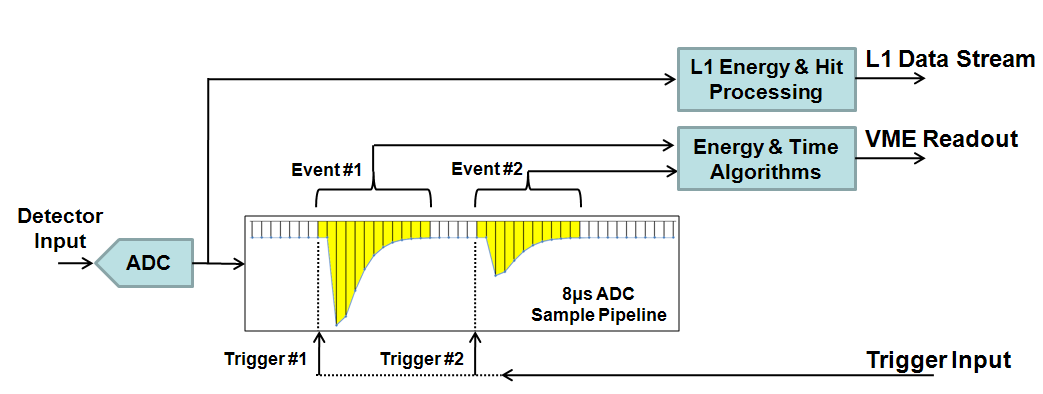 L1 Energy & Hit
Processing
L1 Data Stream
Energy & Time
Algorithms
VME Readout
Event #1
Event #2
Detector
Input
ADC
8µs ADC
Sample Pipeline
Trigger #1
Trigger #2
Trigger Input